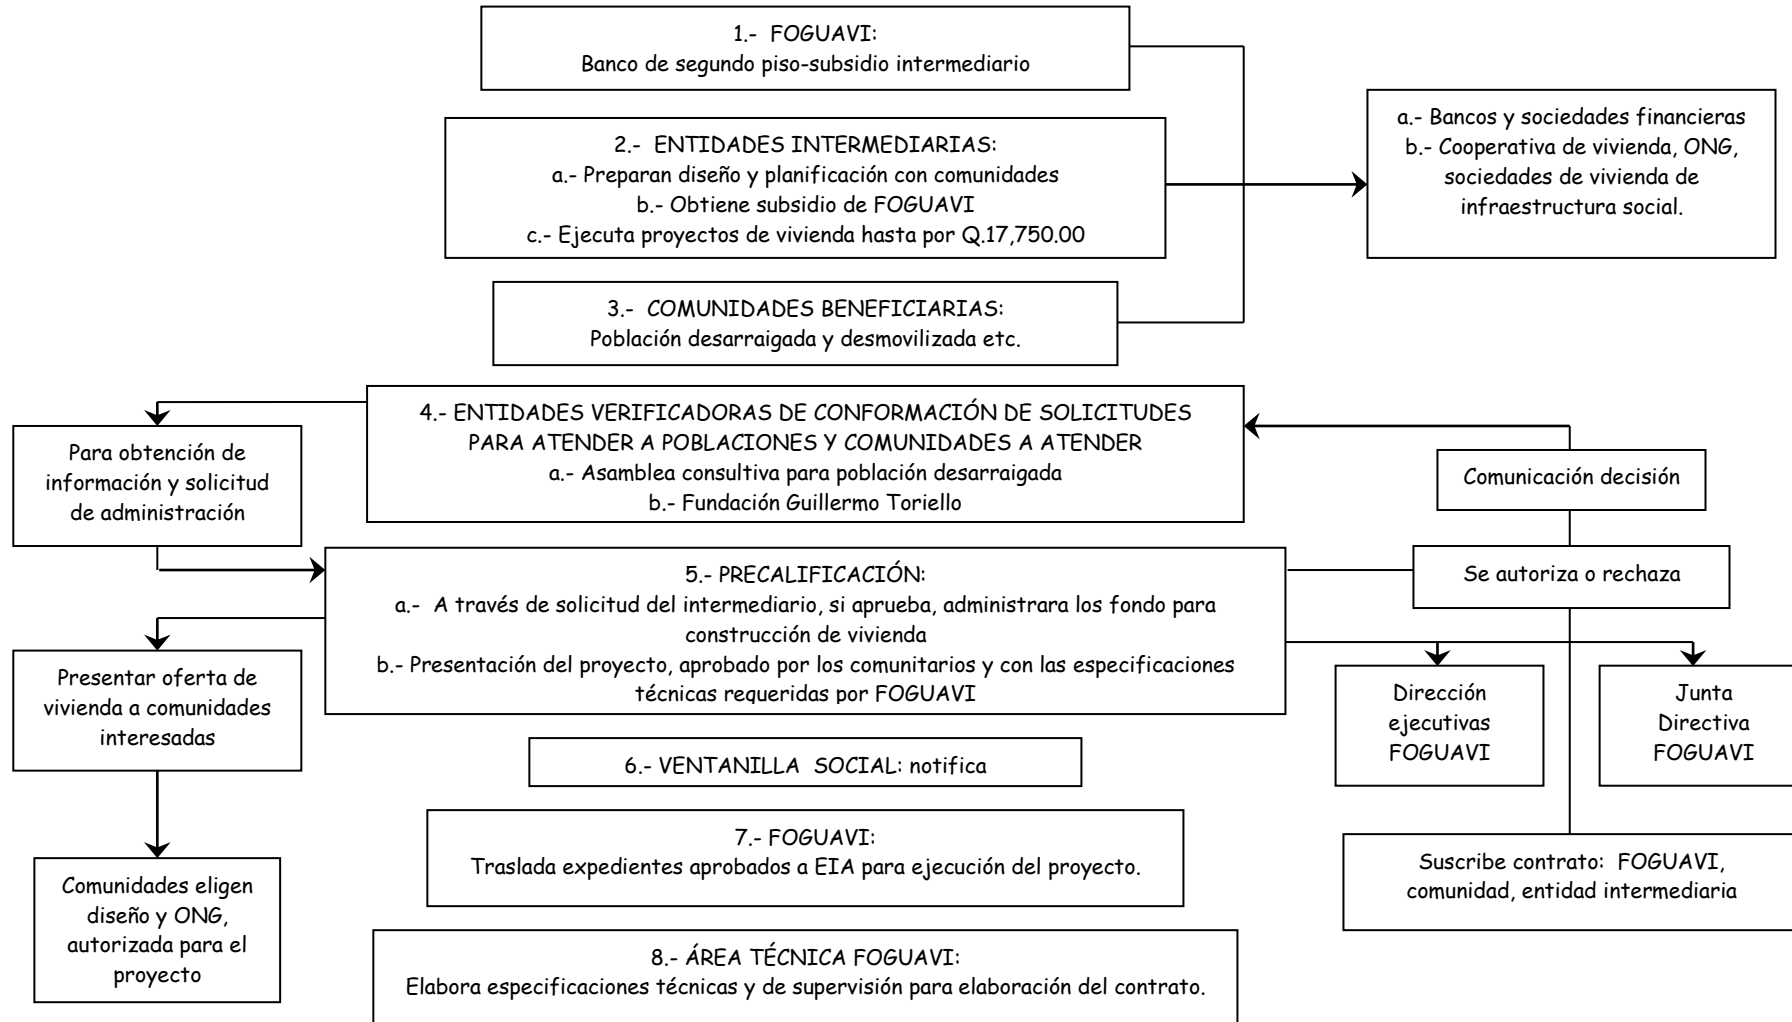 1.- FOGUAVI:
Banco de segundo piso-subsidio intermediario
a.- Bancos y sociedades financieras
b.- Cooperativa de vivienda, ONG,
sociedades de vivienda de
infraestructura social.
2.- ENTIDADES INTERMEDIARIAS:
a.- Preparan diseño y planificación con comunidades
b.- Obtiene subsidio de FOGUAVI
c.- Ejecuta proyectos de vivienda hasta por Q.17,750.00
3.- COMUNIDADES BENEFICIARIAS:
Población desarraigada y desmovilizada etc.
4.- ENTIDADES VERIFICADORAS DE CONFORMACIÓN DE SOLICITUDES
PARA ATENDER A POBLACIONES Y COMUNIDADES A ATENDER
a.- Asamblea consultiva para población desarraigada
b.- Fundación Guillermo Toriello
Para obtención de
información y solicitud
de administración
Comunicación decisión
Se autoriza o rechaza
5.- PRECALIFICACIÓN:
a.- A través de solicitud del intermediario, si aprueba, administrara los fondo para
construcción de vivienda
b.- Presentación del proyecto, aprobado por los comunitarios y con las especificaciones
técnicas requeridas por FOGUAVI
Presentar oferta de
vivienda a comunidades
interesadas
Dirección
ejecutivas
FOGUAVI
Junta
Directiva
FOGUAVI
6.- VENTANILLA SOCIAL: notifica
7.- FOGUAVI:
Traslada expedientes aprobados a EIA para ejecución del proyecto.
Suscribe contrato: FOGUAVI,
comunidad, entidad intermediaria
Comunidades eligen
diseño y ONG,
autorizada para el
proyecto
8.- ÁREA TÉCNICA FOGUAVI:
Elabora especificaciones técnicas y de supervisión para elaboración del contrato.